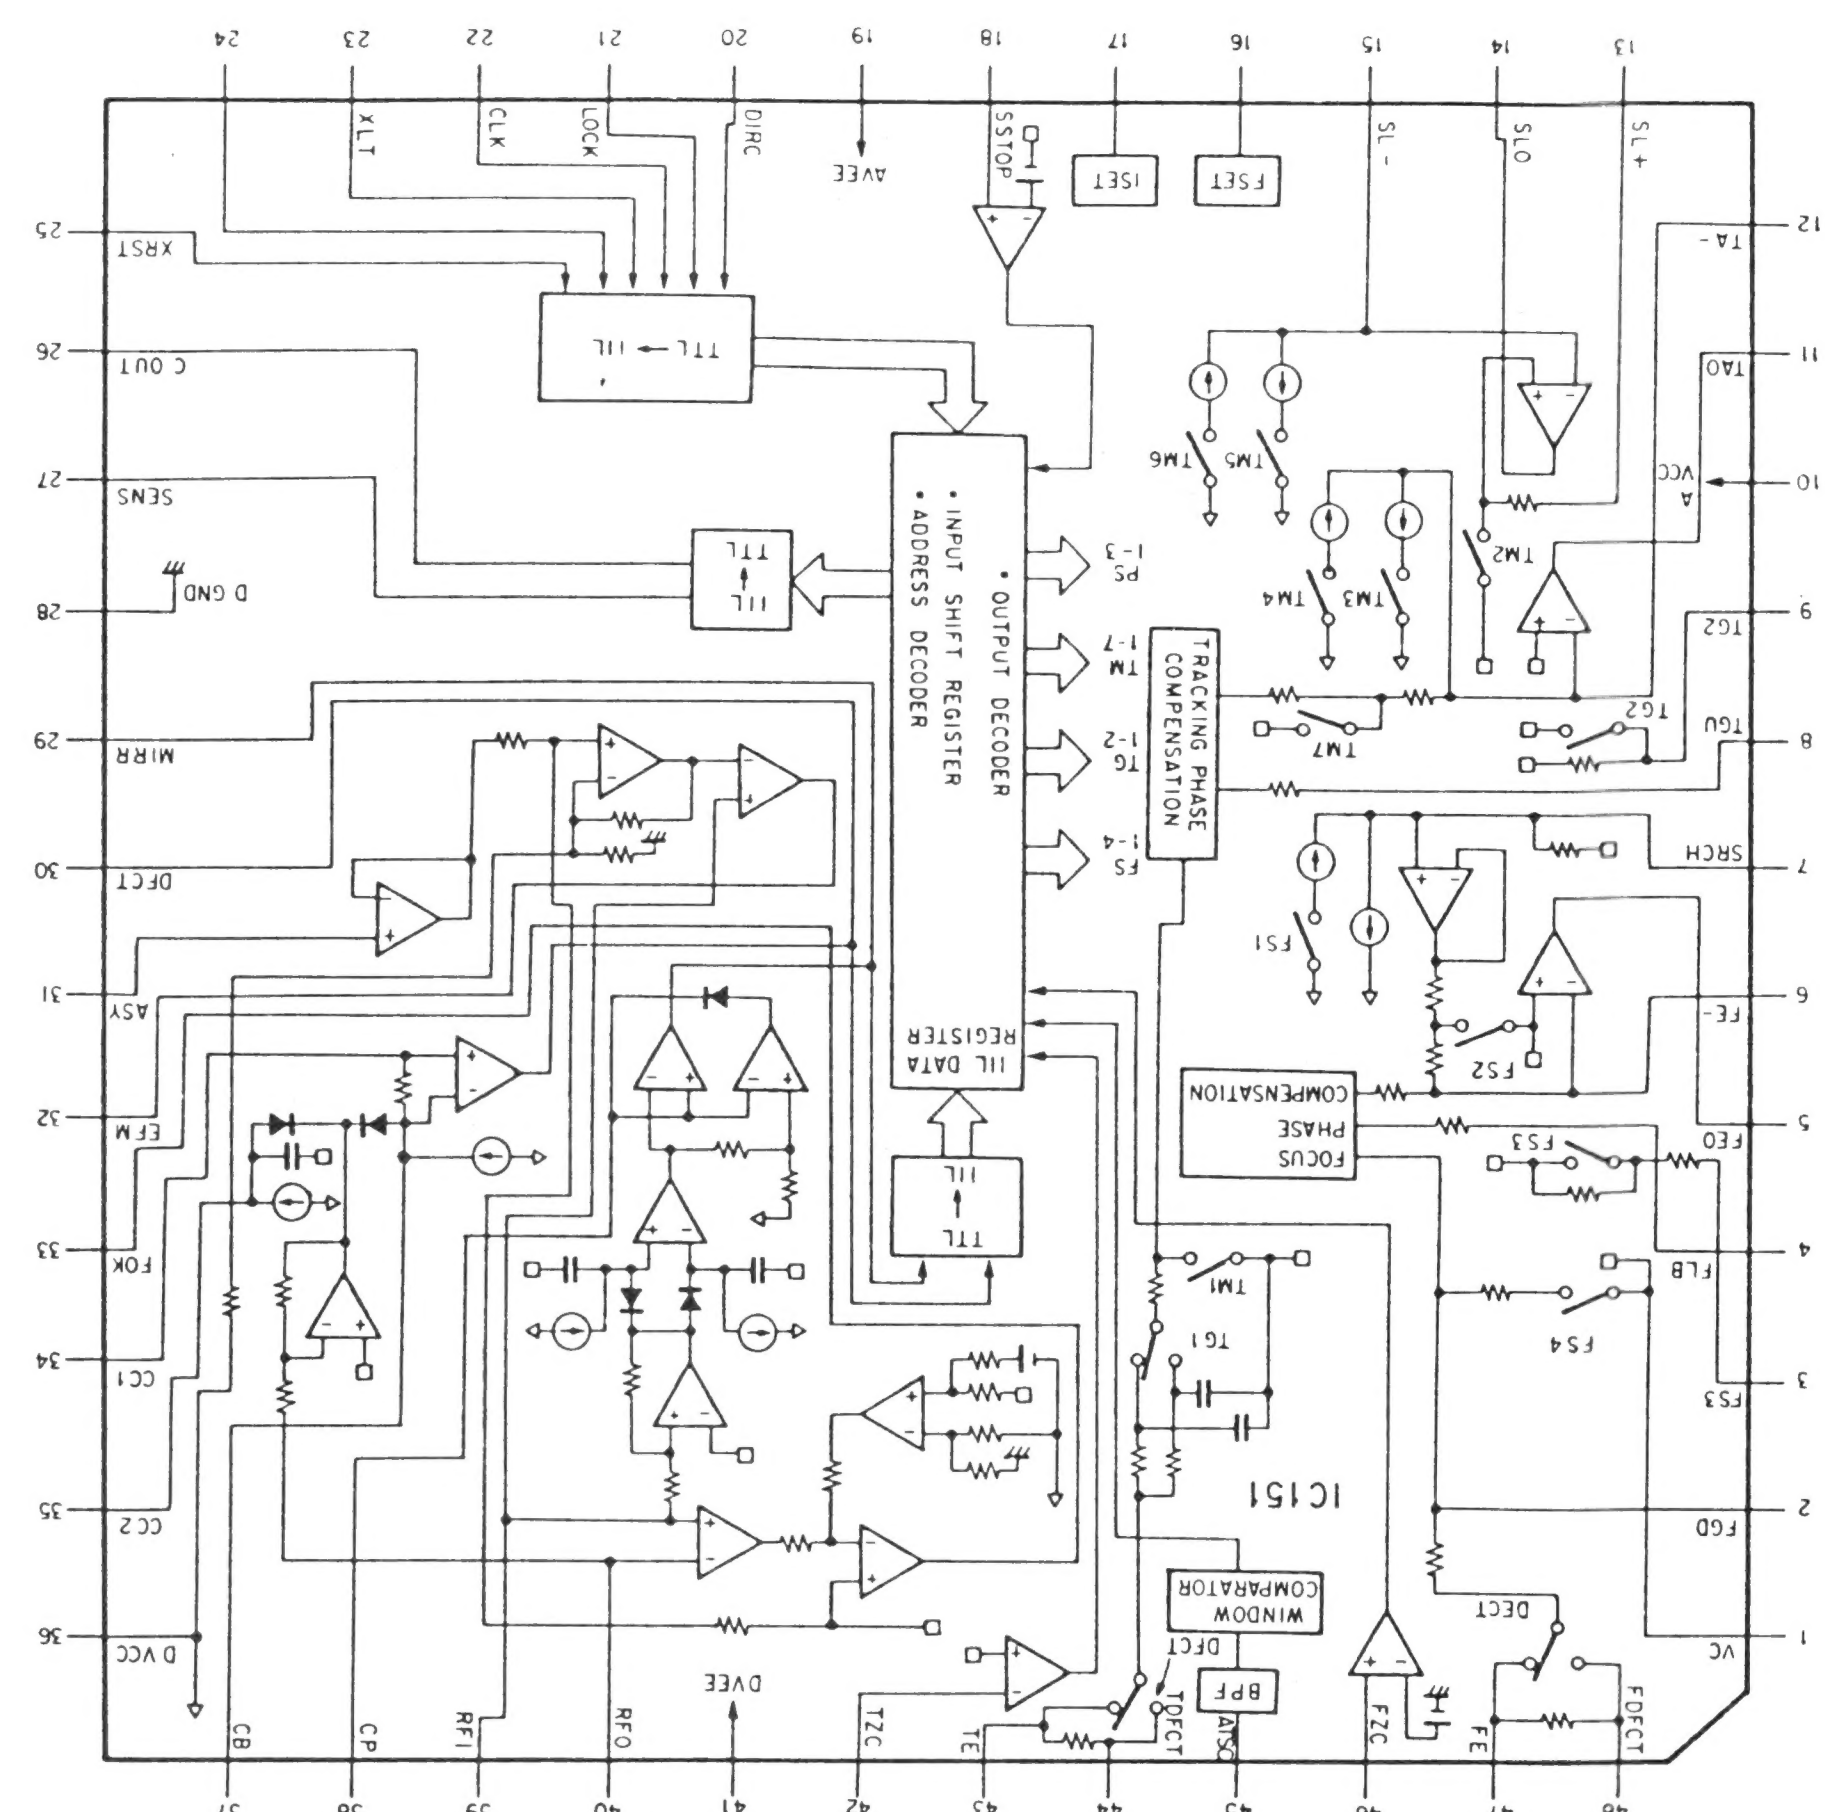 24
23
22
21
20
19
18
17
16
15
14
13
XLT
CLK
LOCK
DIRC
AVEE
SSTOP
ISET
FSET
SL-
SLO
SL+
25
XRST
12
TA-
26
C OUT
TTL → IIL
11
TAO
27
SENS
TM6
TM5
10
A
VCC
28
D GND
IIL
→
TTL
• OUTPUT DECODER
• INPUT SHIFT REGISTER
• ADDRESS DECODER
PS
1-3
TM
1-7
TG
1-2
FS
1-4
TM4
TM3
TM2
9
TG2
TRACKING PHASE
COMPENSATION
TM7
TG2
29
MIRR
8
TGU
30
DFCT
7
SRCH
FS1
31
ASY
6
FE-
IIL DATA
REGISTER
FS2
32
EFM
FOCUS
PHASE
COMPENSATION
5
FEO
FS3
TTL
→
IIL
33
FOK
4
FLB
TM1
TG1
FS4
34
CC1
3
FS3
IC151
35
CC2
2
FGD
WINDOW
COMPARATOR
DECT
36
DVCC
1
VC
DFCT
BPF
CB
CP
RFI
RFO
DVEE
TZC
TE
TDFCT
ATSC
FZC
FE
FDFCT
37
38
39
40
41
42
43
44
45
46
47
48